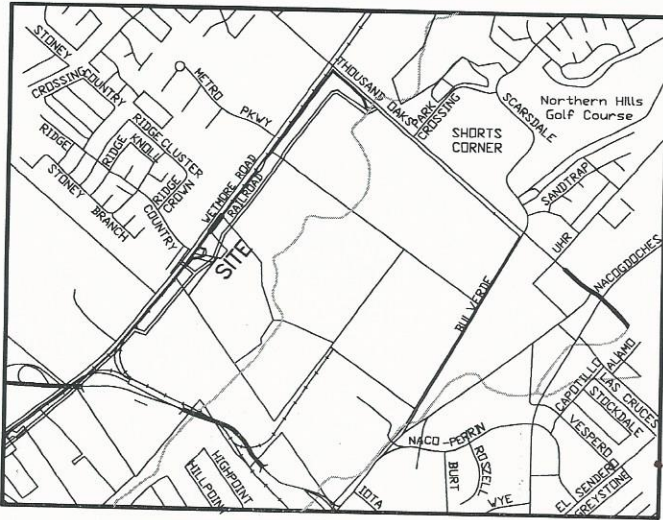 STONEY
CROSSING
COUNTRY
METRO
PKWY
RIDGE CLUSTER
RIDGE KNOLL
RIDGE
RIDGE CROWN
STONEY
BRANCH
COUNTRY
WETMORE ROAD
RAILROAD
SITE
THOUSAND OAKS
PARK
CROSSING
SHORTS
CORNER
SCARSDALE
Northern Hills
Golf Course
SANDTRAP
UHR
NACOGDOCHES
BULVERDE
ALAMO
CAPOTILLO
LAS CRUCES
STOCKDALE
VESPERO
EL SENDERO
GREYSTONE
NACO-PERRIN
BURT
ROSZELL
WYE
IOTA
HIGHPOINT
HILLPOINT